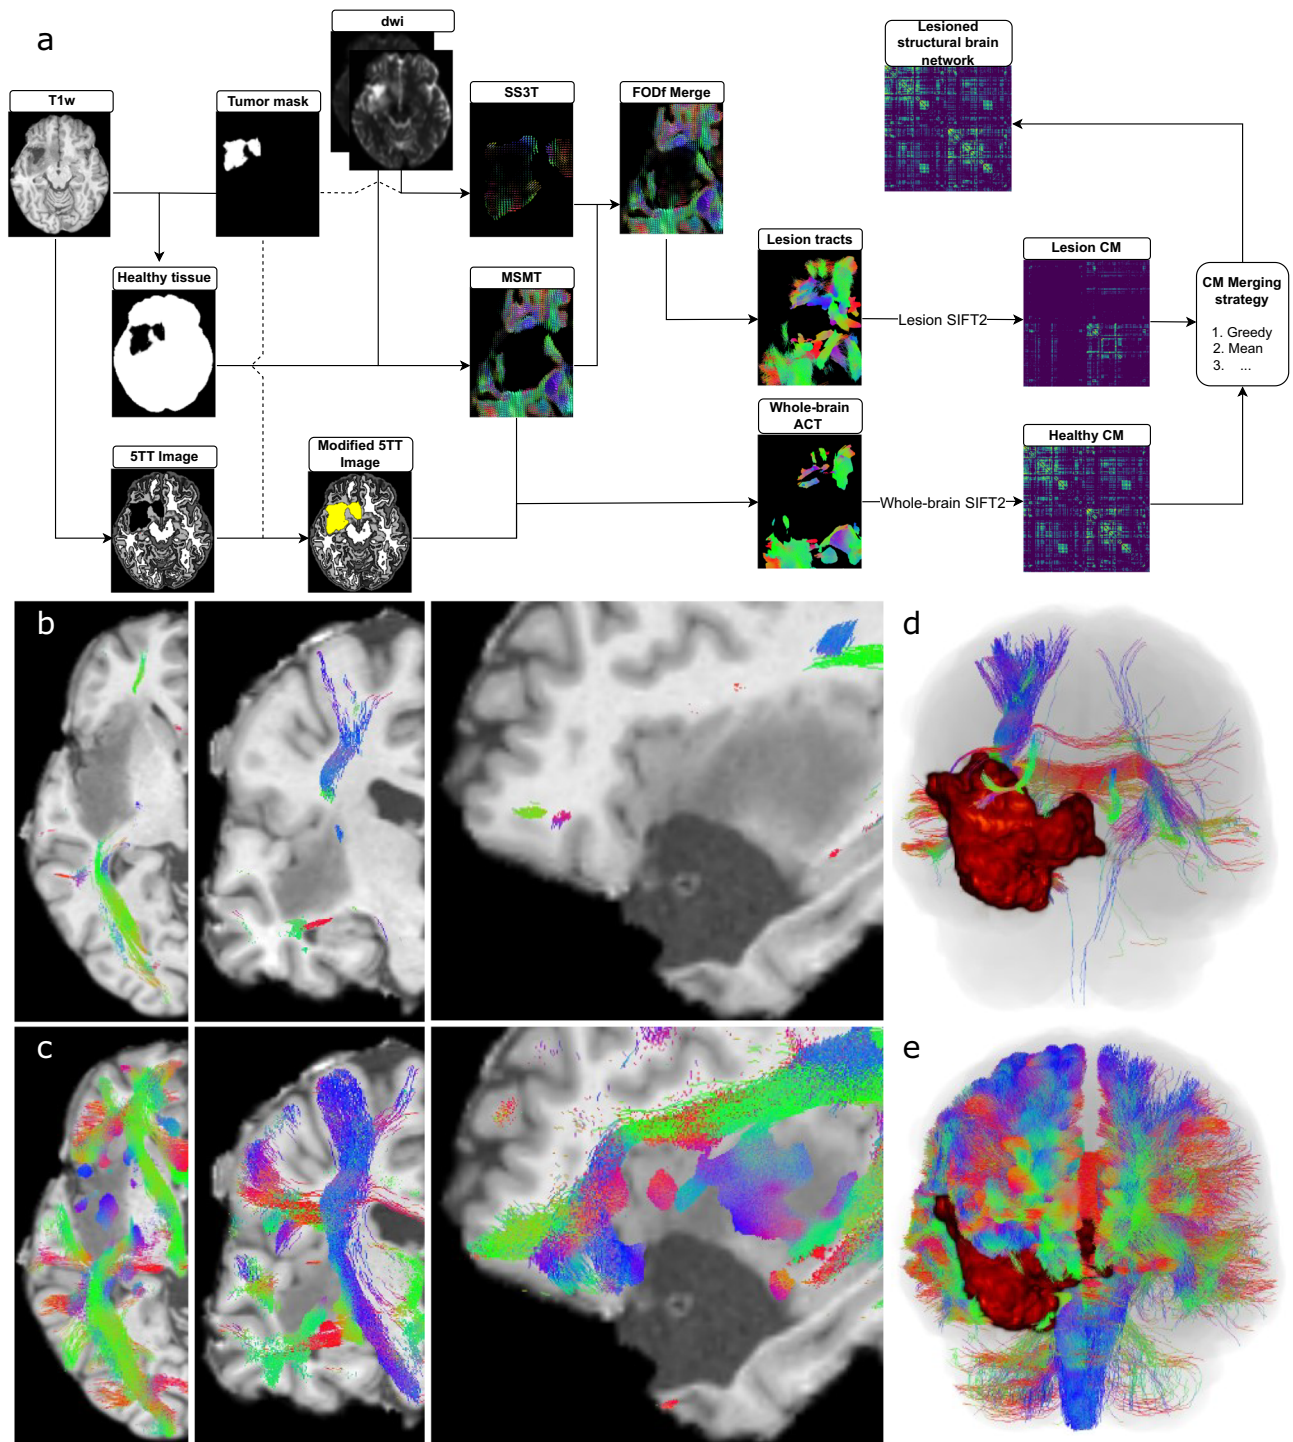 a
dwi
Lesioned
structural brain
network
T1w
Tumor mask
SS3T
FODf Merge
Healthy tissue
MSMT
Lesion tracts
Lesion SIFT2
Lesion CM
CM Merging
strategy
1. Greedy
2. Mean
3. ...
Whole-brain
ACT
Whole-brain SIFT2
Healthy CM
5TT Image
Modified 5TT
Image
b
d
c
e